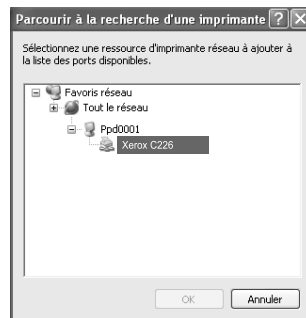 Parcourir à la recherche d'une imprimante
Sélectionnez une ressource d'imprimante réseau à ajouter à
la liste des ports disponibles.
Favoris réseau
Tout le réseau
Ppd0001
Xerox C226
OK
Annuler